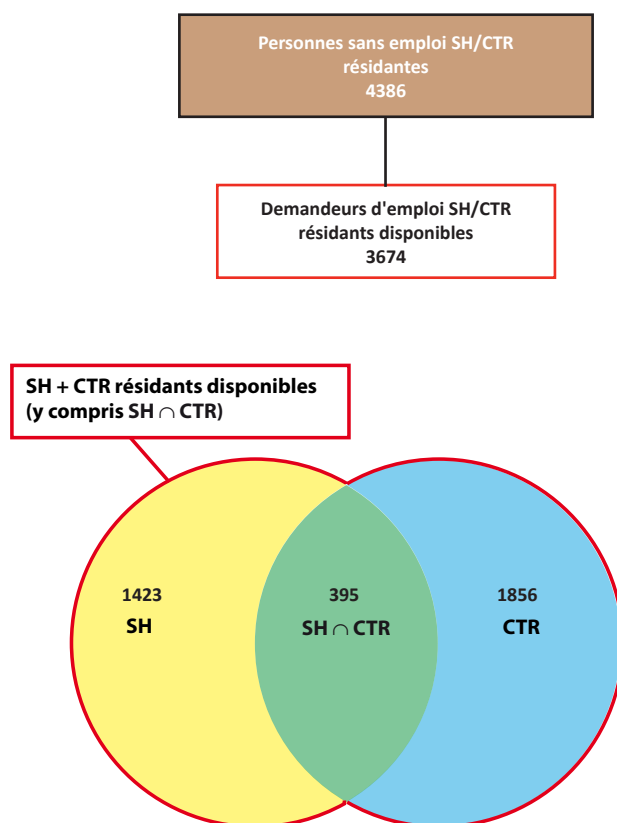 Personnes sans emploi SH/CTR
résidantes
4386
Demandeurs d'emploi SH/CTR
résidants disponibles
3674
SH + CTR résidants disponibles
(y compris SH ∩ CTR)
1423
SH
395
SH ∩ CTR
1856
CTR